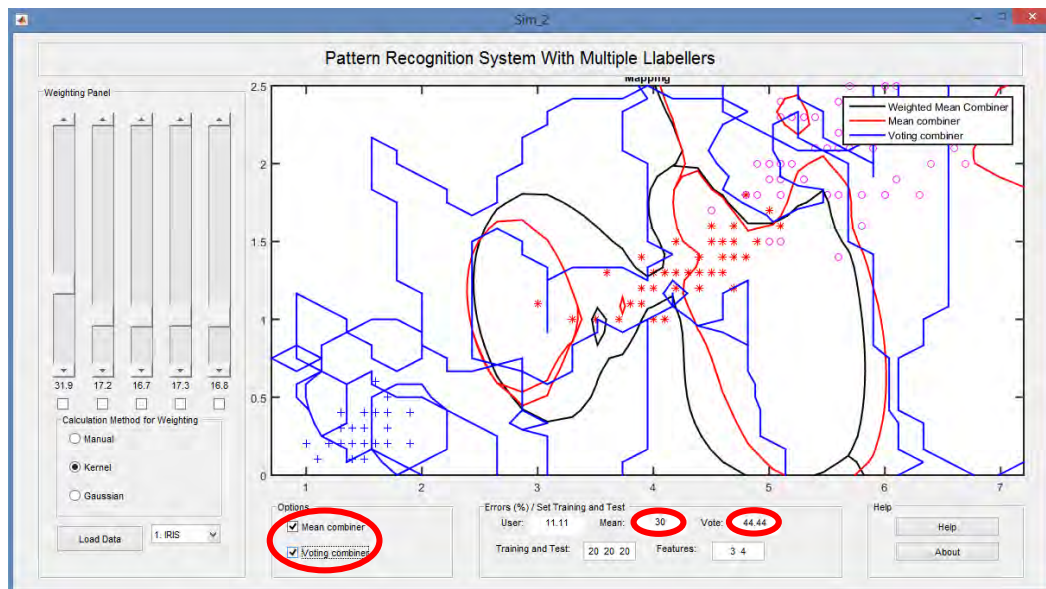 Sim_2
Pattern Recognition System With Multiple Llabellers
Weighting Panel
31.9 17.2 16.7 17.3 16.8
Calculation Method for Weighting
Manual
Kernel
Gaussian
Load Data
1. IRIS
Mapping
2.5
2
1.5
1
0.5
0
1 2 3 4 5 6 7
Weighted Mean Combiner
Mean combiner
Voting combiner
Options
Mean combiner
Voting combiner
Errors (%) / Set Training and Test
User: 11.11 Mean: 30 Vote: 44.44
Training and Test: 20 20 20 Features: 3 4
Help
Help
About